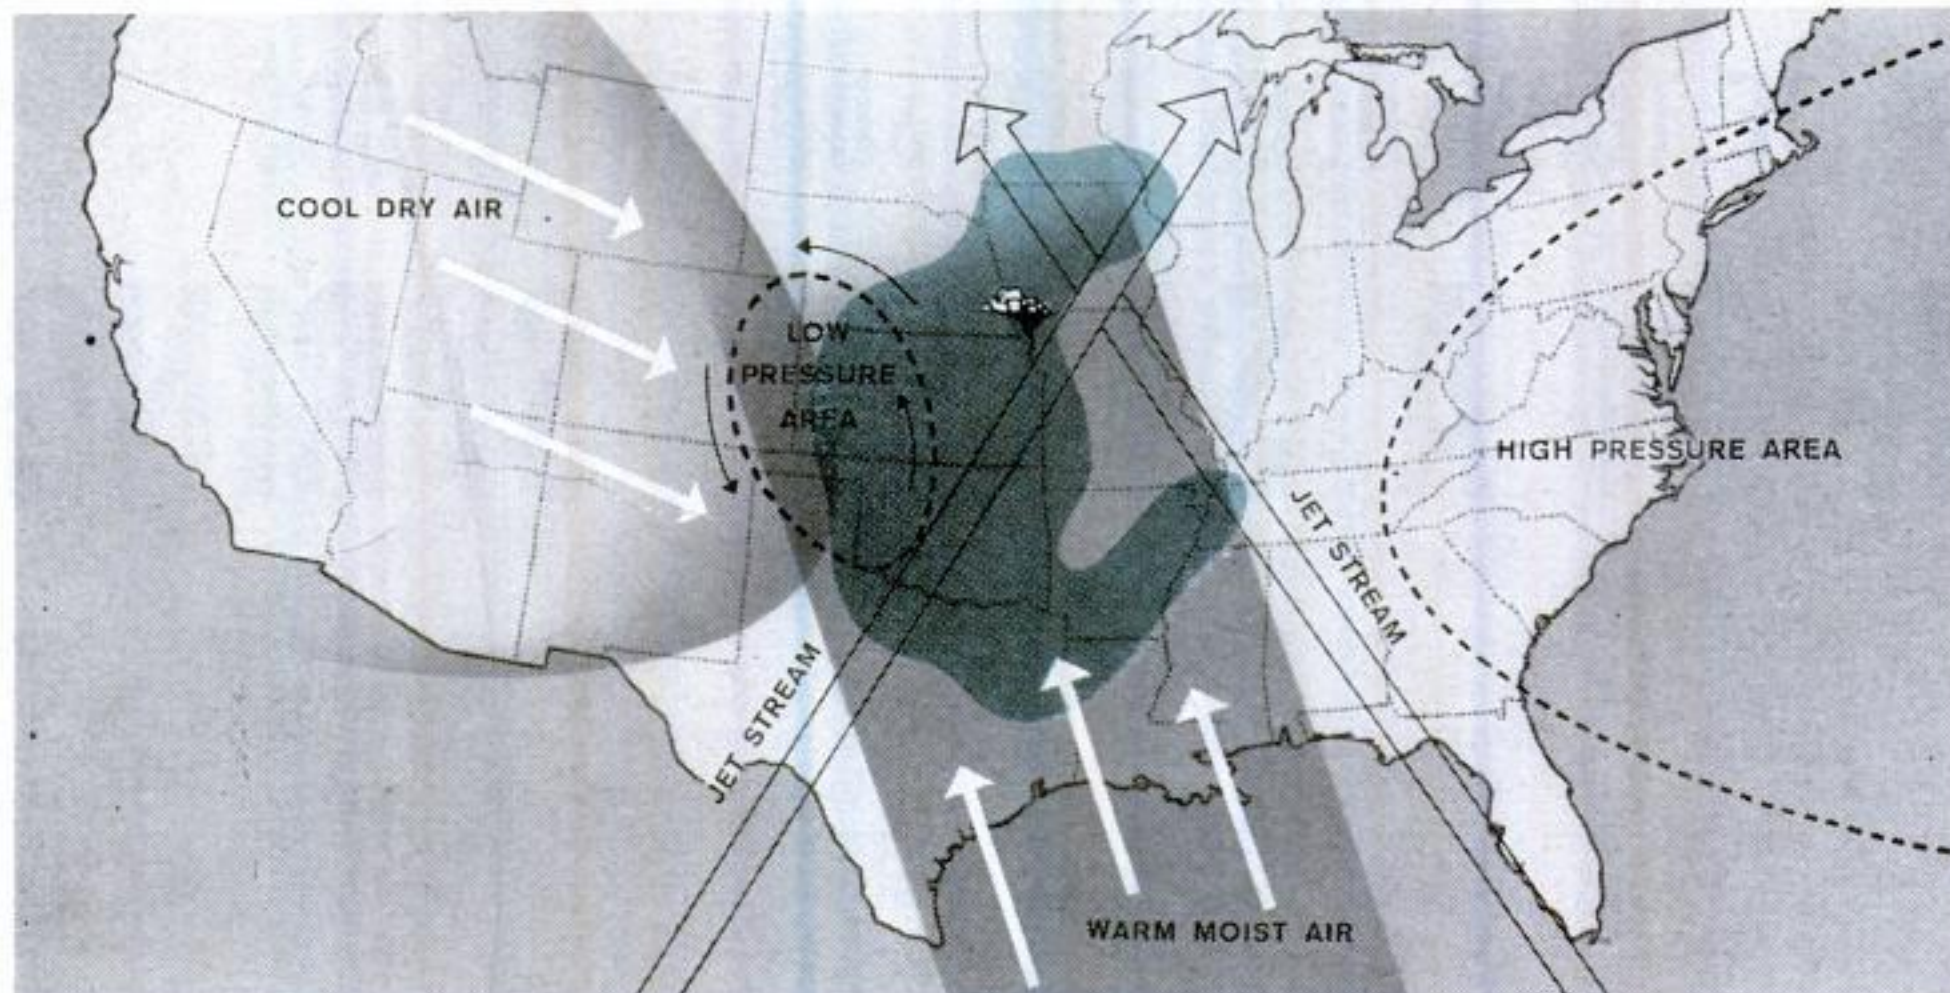 COOL DRY AIR
LOW
PRESSURE
AREA
HIGH PRESSURE AREA
JET STREAM
JET STREAM
WARM MOIST AIR